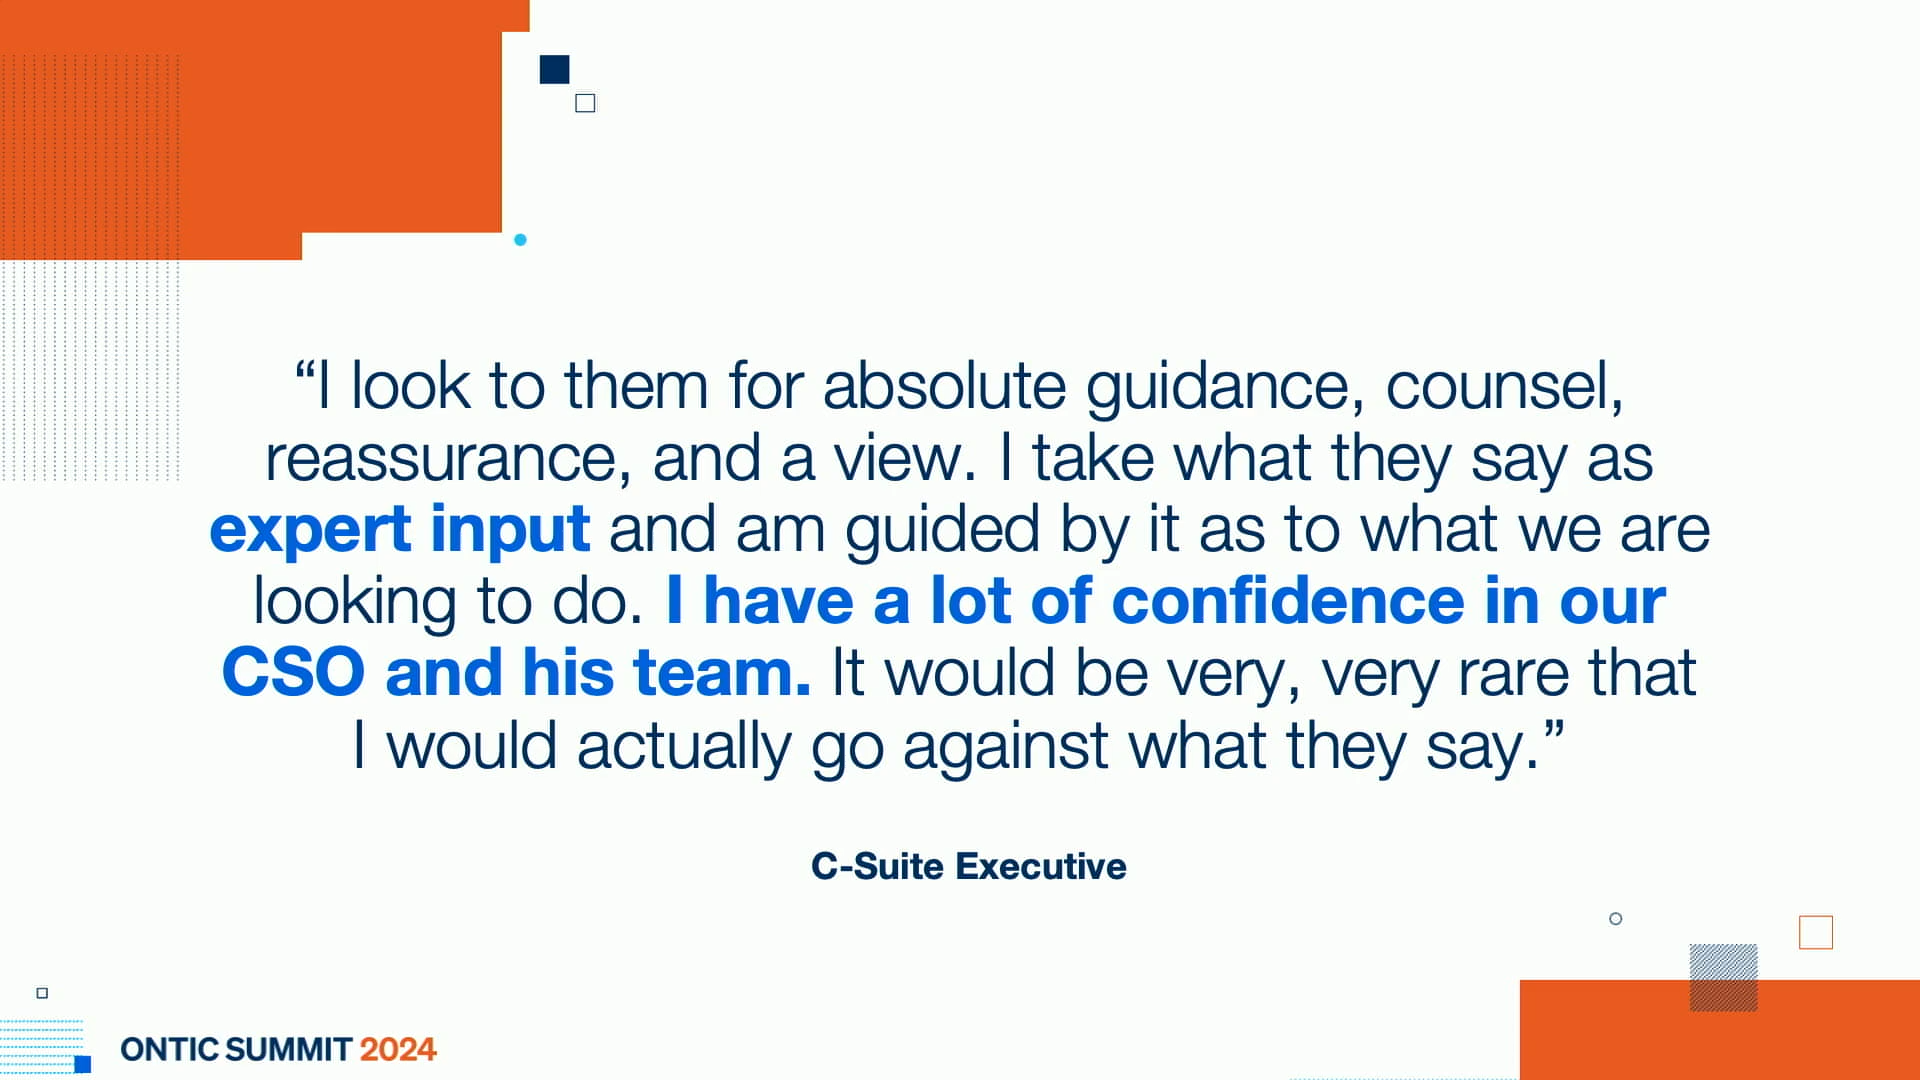 “I look to them for absolute guidance, counsel,
reassurance, and a view. I take what they say as
expert input and am guided by it as to what we are
looking to do. I have a lot of confidence in our
CSO and his team. It would be very, very rare that
I would actually go against what they say.”
C-Suite Executive
ONTIC SUMMIT 2024